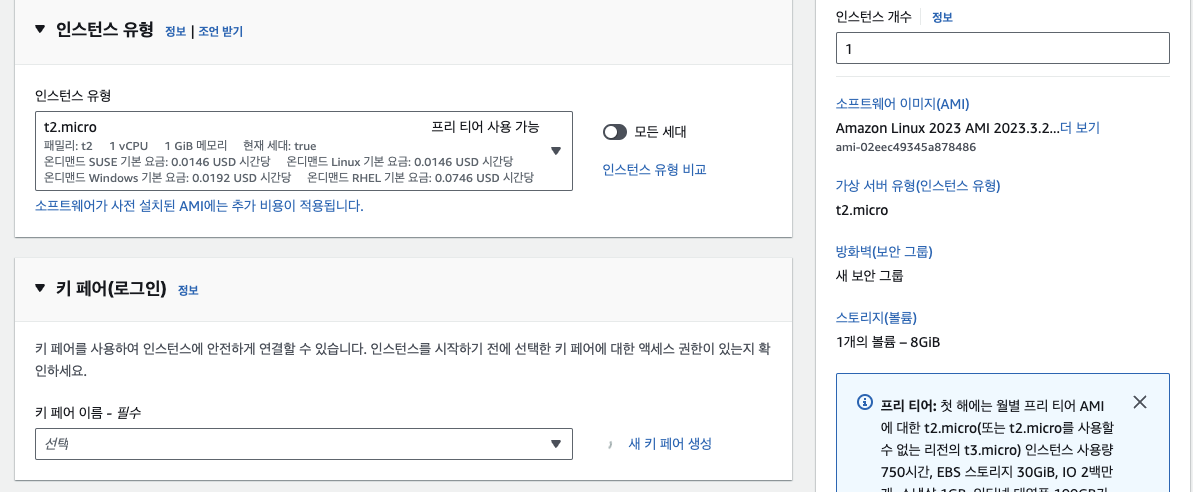 인스턴스 유형 정보 | 조언 받기
인스턴스 유형
t2.micro 프리 티어 사용 가능
패밀리: t2 1 vCPU 1 GiB 메모리 현재 세대: true
온디맨드 SUSE 기본 요금: 0.0146 USD 시간당 온디맨드 Linux 기본 요금: 0.0146 USD 시간당
온디맨드 Windows 기본 요금: 0.0192 USD 시간당 온디맨드 RHEL 기본 요금: 0.0746 USD 시간당
모든 세대
인스턴스 유형 비교
소프트웨어가 사전 설치된 AMI에는 추가 비용이 적용됩니다.
키 페어(로그인) 정보
키 페어를 사용하여 인스턴스에 안전하게 연결할 수 있습니다. 인스턴스를 시작하기 전에 선택한 키 페어에 대한 액세스 권한이 있는지 확
인하세요.
키 페어 이름 - 필수
선택
새 키 페어 생성
인스턴스 개수 정보
1
소프트웨어 이미지(AMI)
Amazon Linux 2023 AMI 2023.3.2...더 보기
ami-02eec49345a878486
가상 서버 유형(인스턴스 유형)
t2.micro
방화벽(보안 그룹)
새 보안 그룹
스토리지(볼륨)
1개의 볼륨 – 8GiB
프리 티어: 첫 해에는 월별 프리 티어 AMI
에 대한 t2.micro(또는 t2.micro를 사용할
수 없는 리전의 t3.micro) 인스턴스 사용량
750시간, EBS 스토리지 30GiB, IO 2백만